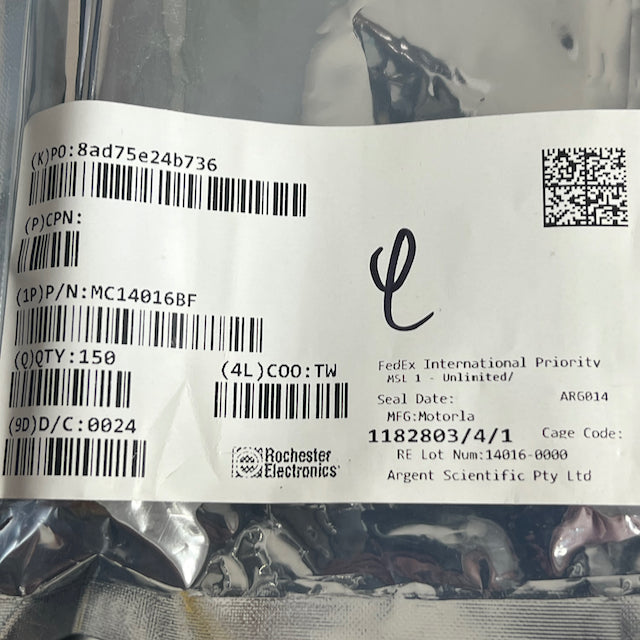 (K)PO:8ad75e24b736
(P)CPN:
(1P)P/N:MC14016BF
(Q)QTY:150
(4L)COO:TW
(9D)D/C:0024
Rochester
Electronics
FedEx International Priority
MSL 1 - Unlimited/
Seal Date: ARG014
MFG:Motorla
1182803/4/1 Cage Code:
RE Lot Num:14016-0000
Argent Scientific Pty Ltd